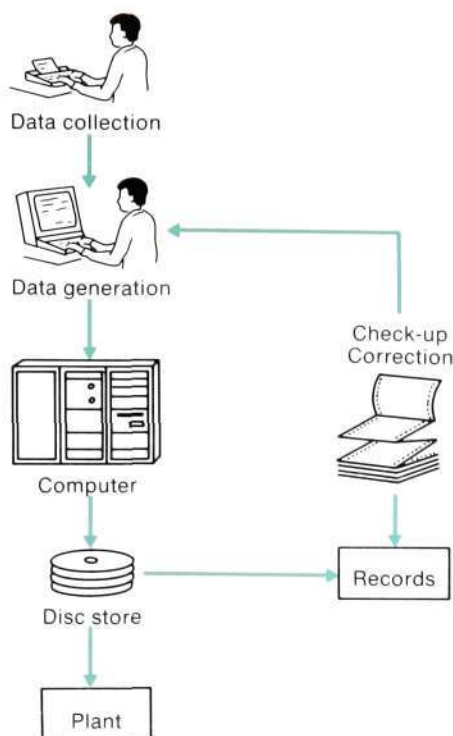 Data collection
Data generation
Check-up
Correction
Computer
Disc store
Records
Plant